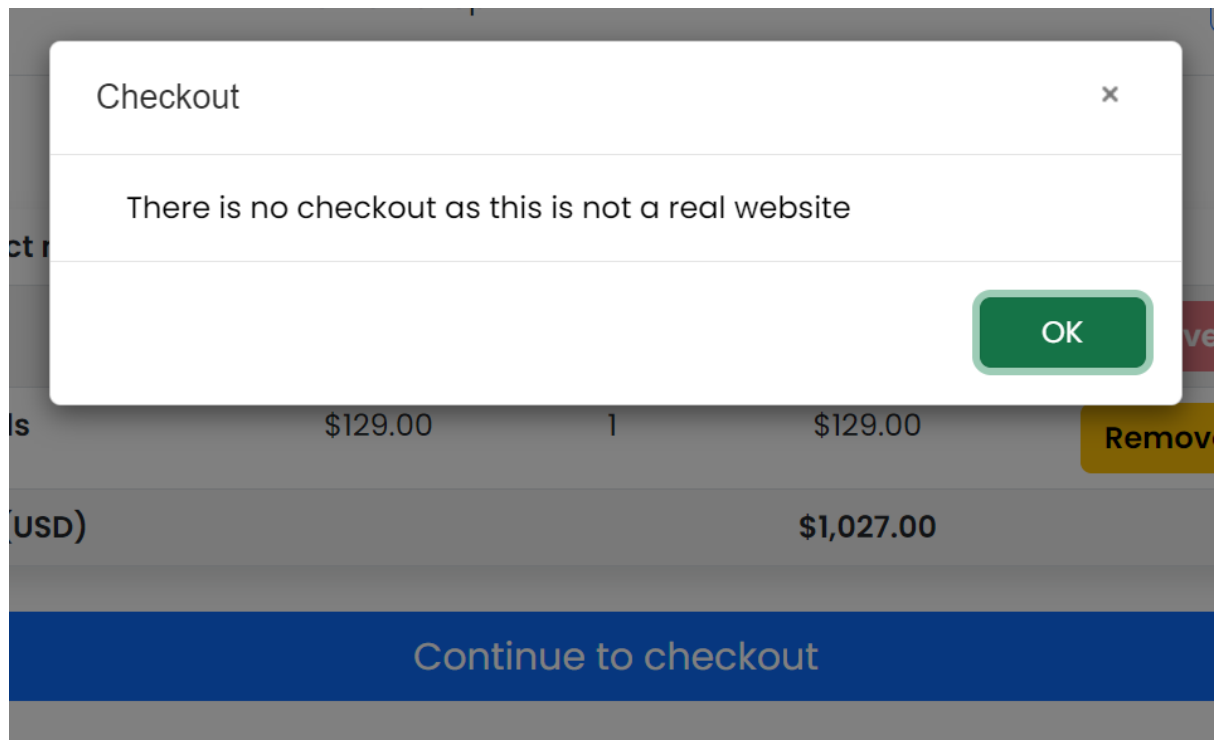 Checkout
×
There is no checkout as this is not a real website
OK
$129.00 1 $129.00
Remov
(USD) $1,027.00
Continue to checkout